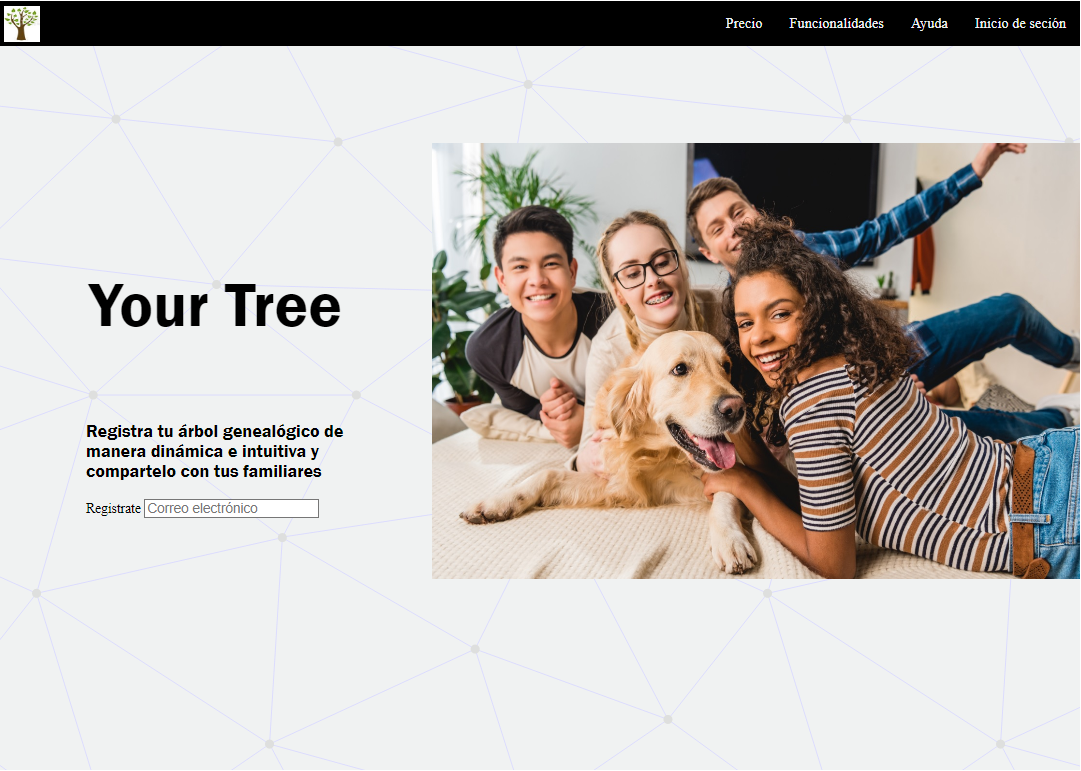 Precio Funcionalidades Ayuda Inicio de seción
Your Tree
Registra tu árbol genealógico de
manera dinámica e intuitiva y
compartelo con tus familiares
Registrate Correo electrónico